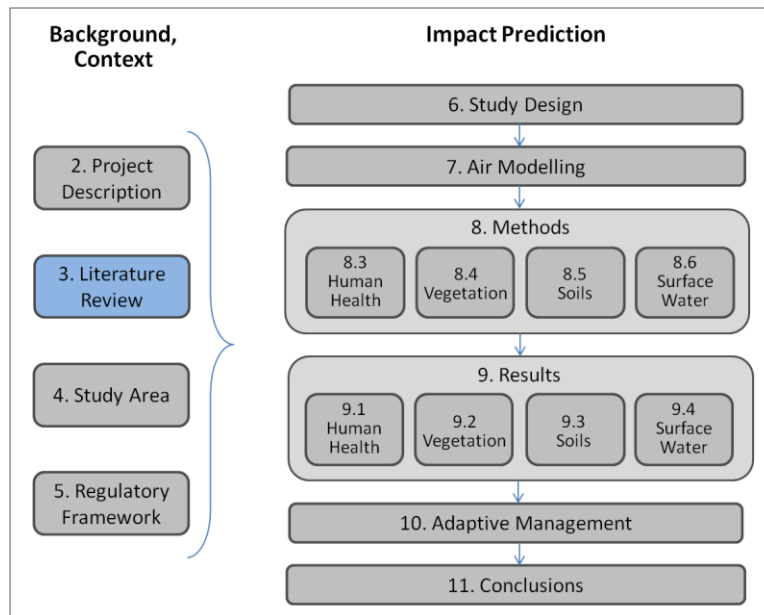 Background,
Context
Impact Prediction
2. Project
Description
3. Literature
Review
4. Study Area
5. Regulatory
Framework
6. Study Design
7. Air Modelling
8. Methods
8.3
Human
Health
8.4
Vegetation
8.5
Soils
8.6
Surface
Water
9. Results
9.1
Human
Health
9.2
Vegetation
9.3
Soils
9.4
Surface
Water
10. Adaptive Management
11. Conclusions